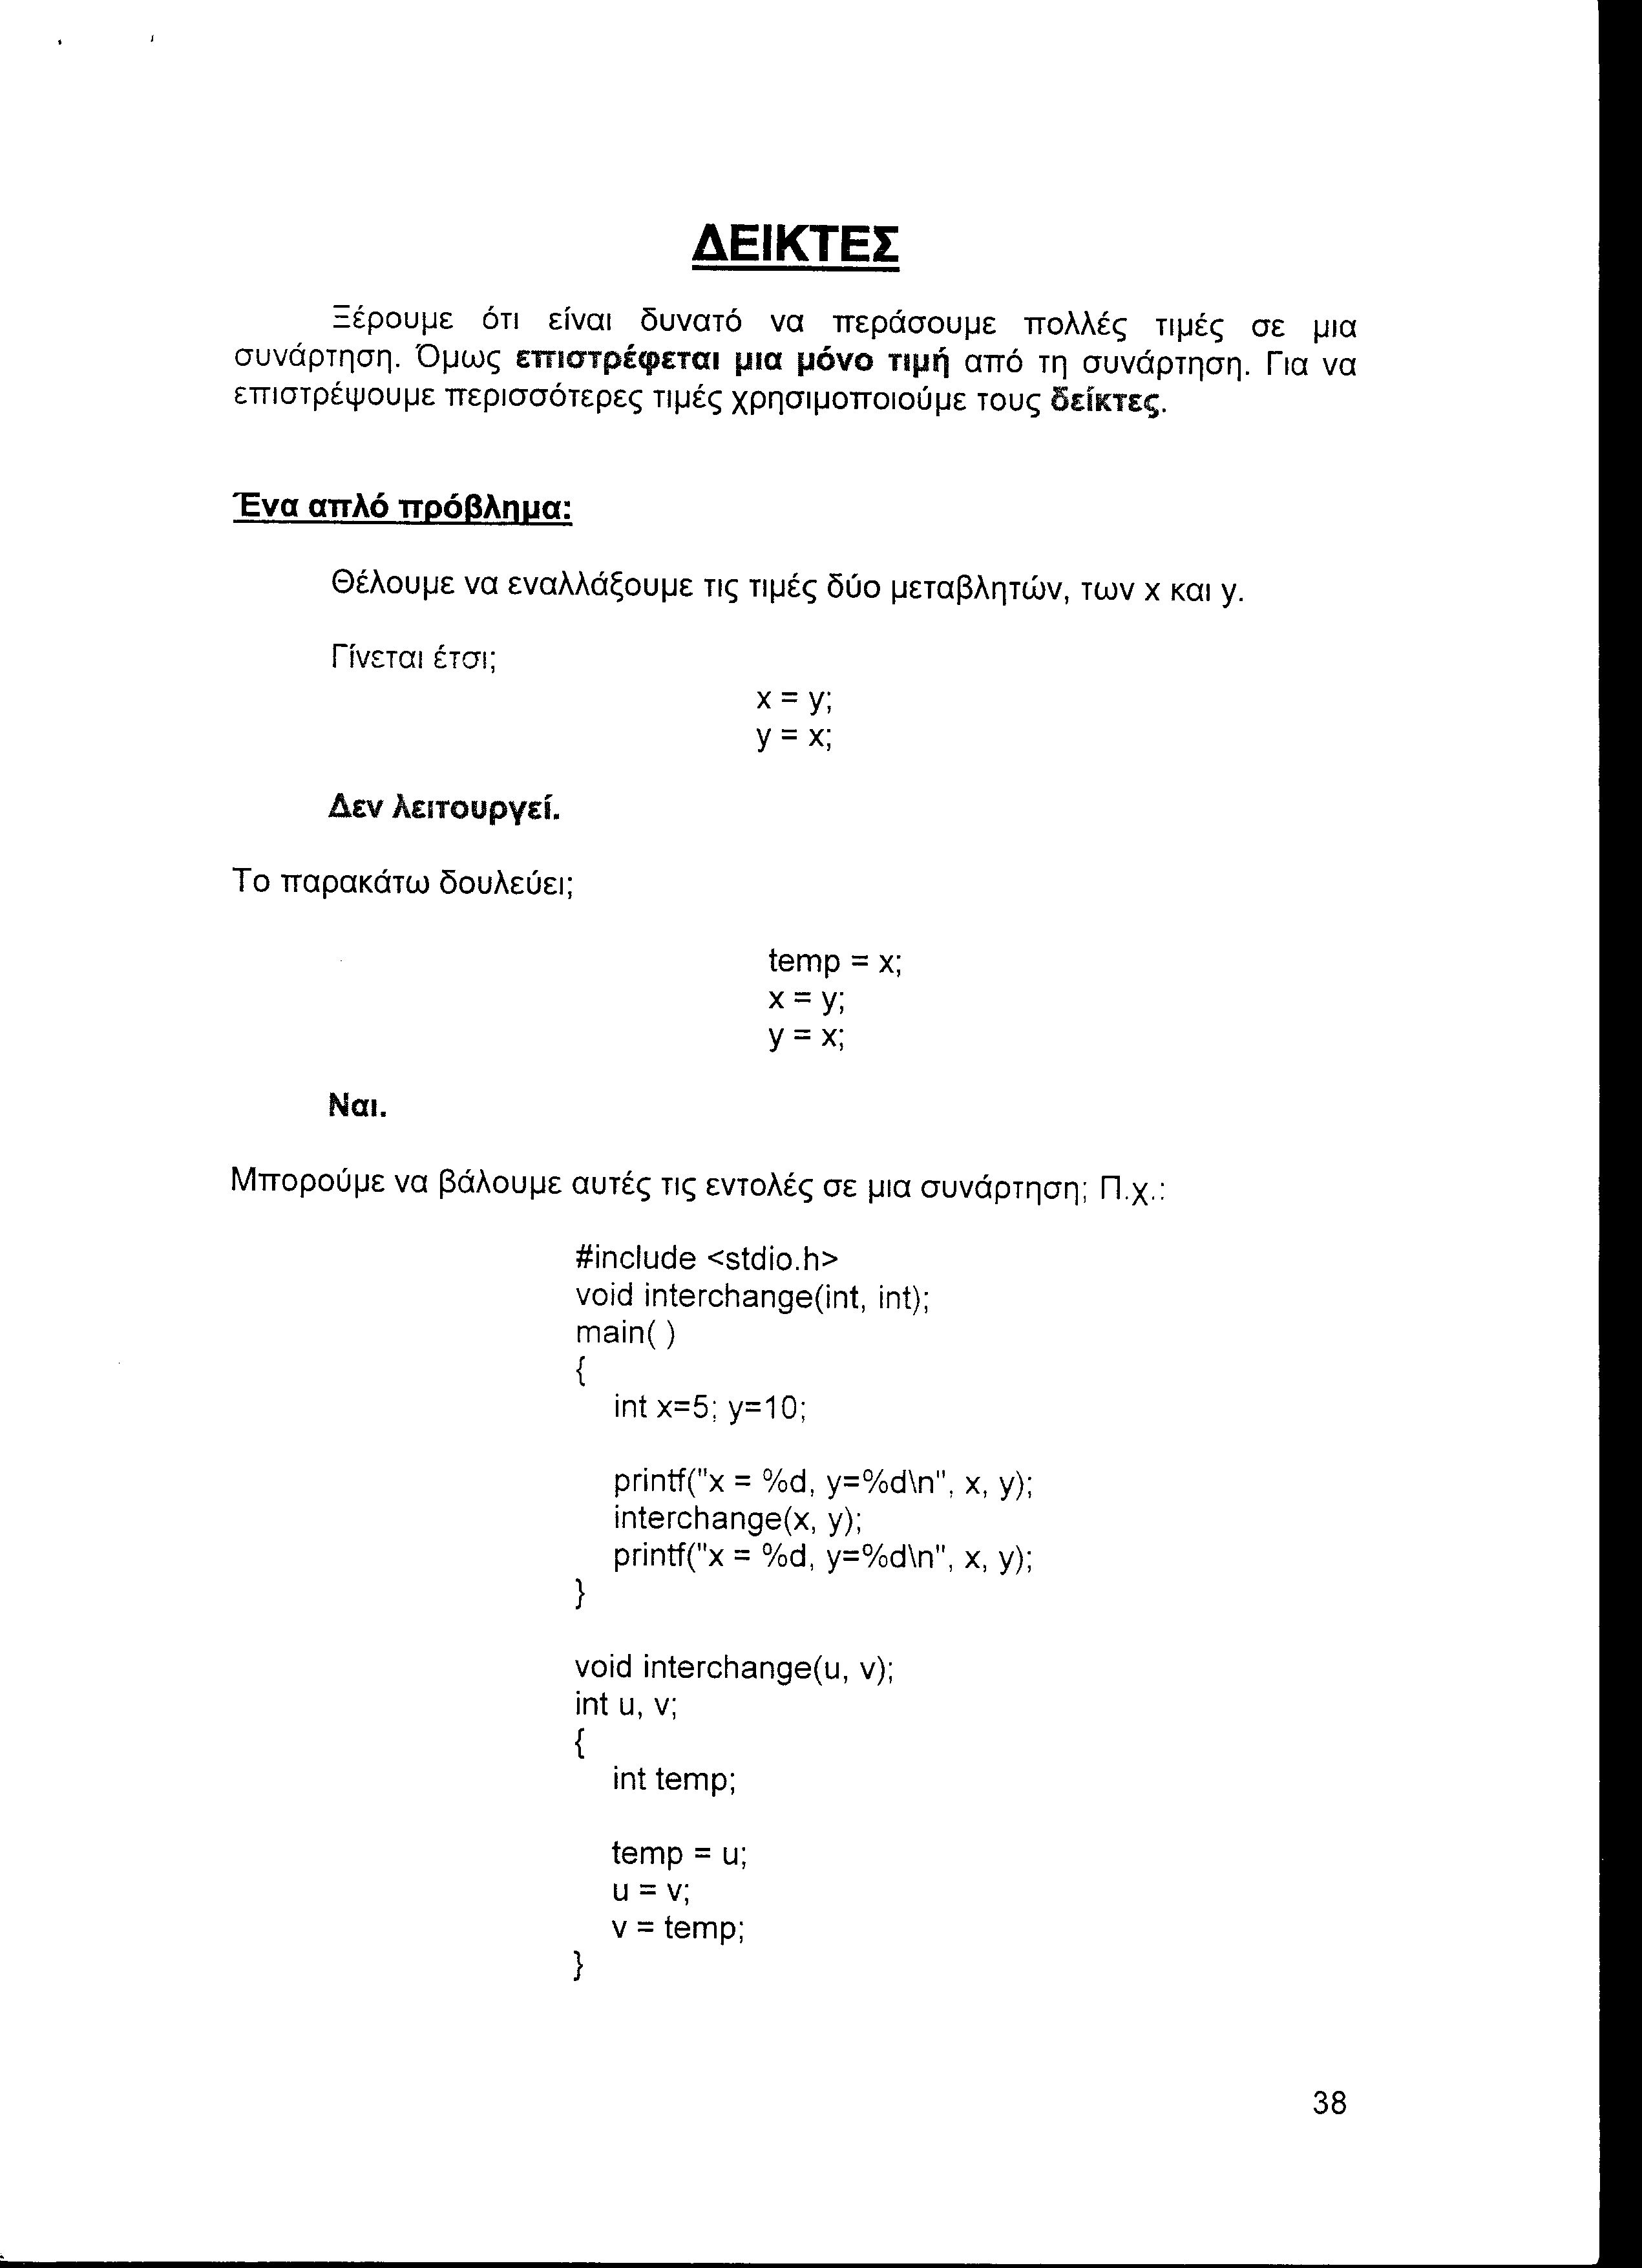 ΔΕΙΚΤΕΣ
Ξέρουμε ότι είναι δυνατό να περάσουμε πολλές τιμές σε μια
συνάρτηση. Όμως επιστρέφεται μια μόνο τιμή από τη συνάρτηση. Για να
επιστρέψουμε περισσότερες τιμές χρησιμοποιούμε τους δείκτες.
Ένα απλό πρόβλημα:
Θέλουμε να εναλλάξουμε τις τιμές δύο μεταβλητών, των x και y.
Γίνεται έτσι;
x = y;
y = x;
Δεν λειτουργεί.
Το παρακάτω δουλεύει;
temp = x;
x = y;
y = x;
Ναι.
Μπορούμε να βάλουμε αυτές τις εντολές σε μια συνάρτηση; Π.χ.:
#include <stdio.h>
void interchange(int, int);
main( )
{
int x=5; y=10;
printf("x = %d, y=%d\n", x, y);
interchange(x, y);
printf("x = %d, y=%d\n", x, y);
}
void interchange(u, v);
int u, v;
{
int temp;
temp = u;
u = v;
v = temp;
}
38